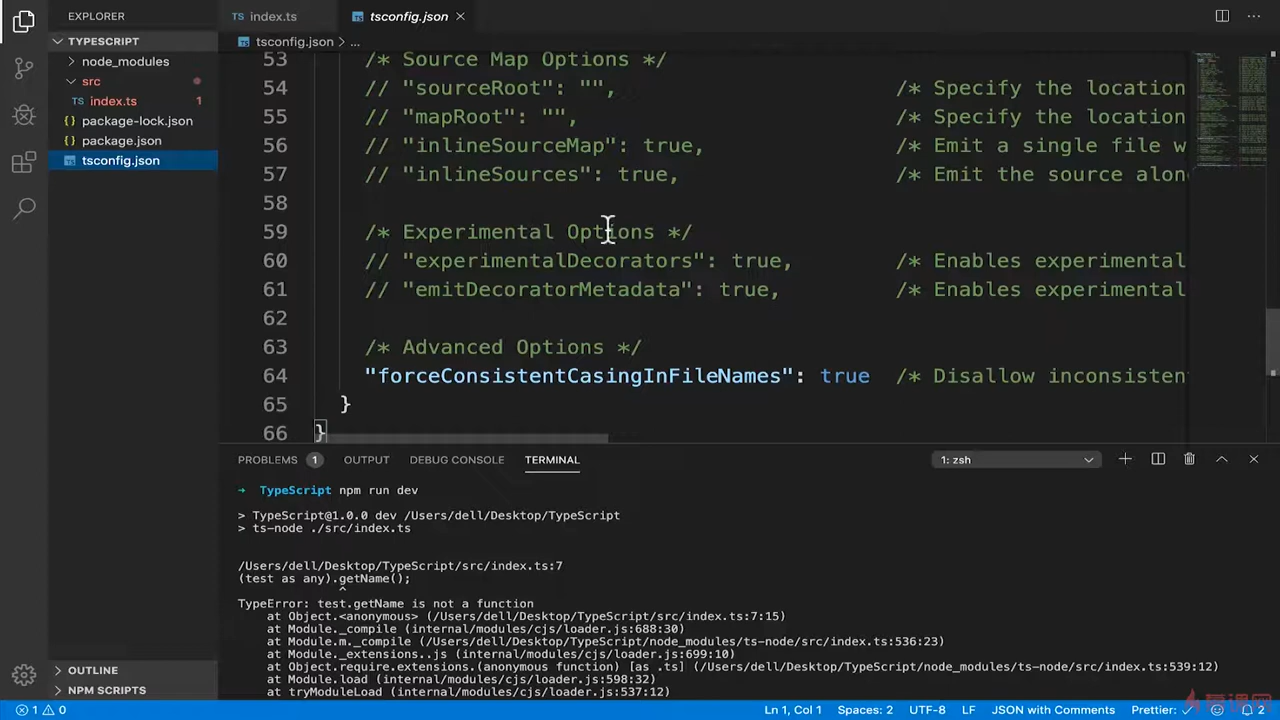 EXPLORER
TS index.ts
tsconfig.json
TYPESCRIPT
tsconfig.json > ...
node_modules
src
TS index.ts 1
{} package-lock.json
{} package.json
tsconfig.json
OUTLINE
NPM SCRIPTS
53 /* Source Map Options */
54 // "sourceRoot": "", /* Specify the location
55 // "mapRoot": "", /* Specify the location
56 // "inlineSourceMap": true, /* Emit a single file w
57 // "inlineSources": true, /* Emit the source alon
58
59 /* Experimental Options */
60 // "experimentalDecorators": true, /* Enables experimental
61 // "emitDecoratorMetadata": true, /* Enables experimental
62
63 /* Advanced Options */
64 "forceConsistentCasingInFileNames": true /* Disallow inconsistent
65 }
66 }
PROBLEMS 1 OUTPUT DEBUG CONSOLE TERMINAL 1: zsh
→ TypeScript npm run dev
> TypeScript@1.0.0 dev /Users/dell/Desktop/TypeScript
> ts-node ./src/index.ts
/Users/dell/Desktop/TypeScript/src/index.ts:7
(test as any).getName();
^
TypeError: test.getName is not a function
at Object.<anonymous> (/Users/dell/Desktop/TypeScript/src/index.ts:7:15)
at Module._compile (internal/modules/cjs/loader.js:688:30)
at Module.m._compile (/Users/dell/Desktop/TypeScript/node_modules/ts-node/src/index.ts:536:23)
at Module._extensions..js (internal/modules/cjs/loader.js:699:10)
at Object.require.extensions.(anonymous function) [as .ts] (/Users/dell/Desktop/TypeScript/node_modules/ts-node/src/index.ts:539:12)
at Module.load (internal/modules/cjs/loader.js:598:32)
at tryModuleLoad (internal/modules/cjs/loader.js:537:12)
1 0 Ln 1, Col 1 Spaces: 2 UTF-8 LF JSON with Comments Prettier: ✓ 2
慕课网